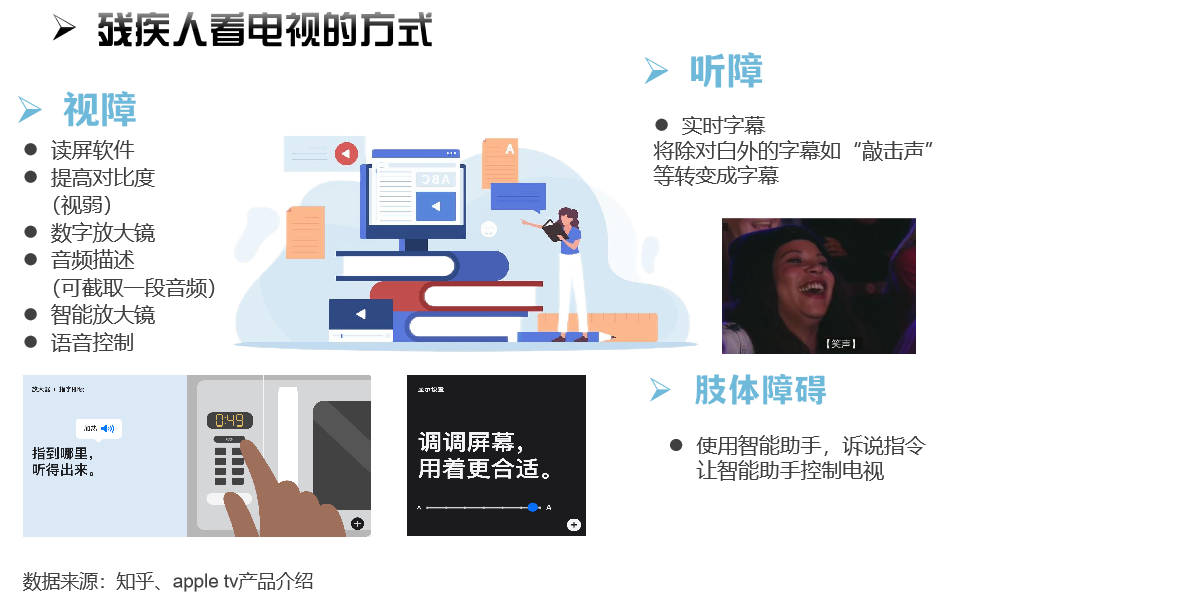 残疾人看电视的方式
视障
读屏软件
提高对比度
（视弱）
数字放大镜
音频描述
（可截取一段音频）
智能放大镜
语音控制
A
ABC
听障
实时字幕
将除对白外的字幕如“敲击声”
等转变成字幕
【笑声】
指到哪里，
听得出来。
0:49
显示设置
调调屏幕，
用着更合适。
A
A
肢体障碍
使用智能助手，诉说指令
让智能助手控制电视
数据来源：知乎、apple tv产品介绍